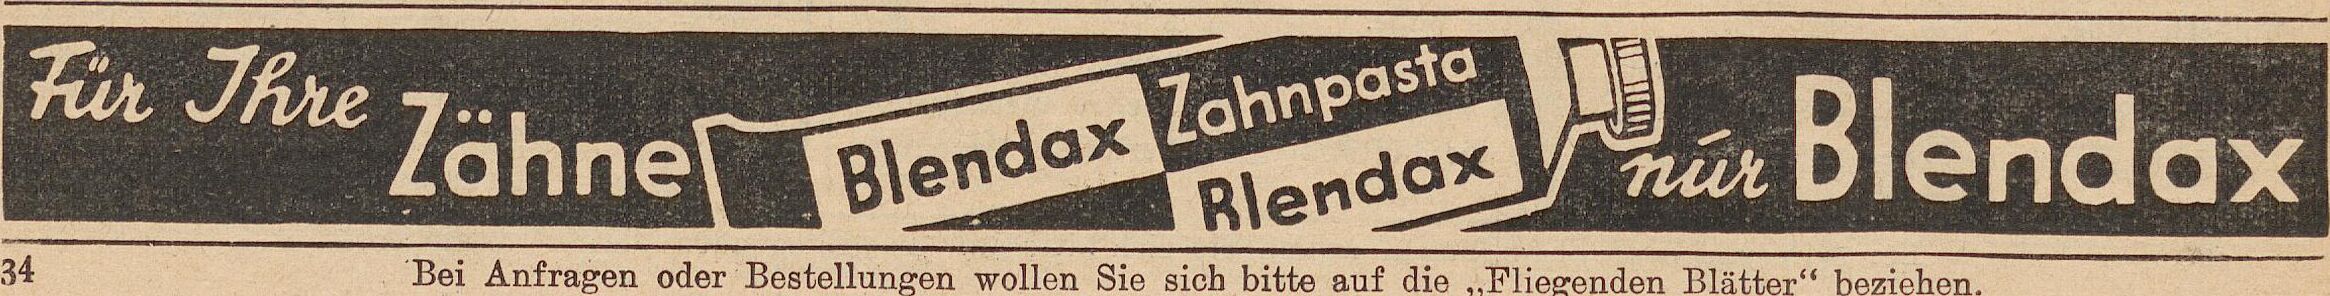 Für Ihre Zähne
Blendax Zahnpasta
Blendax
nur Blendax
34
Bei Anfragen oder Bestellungen wollen Sie sich bitte auf die „Fliegenden Blätter“ beziehen.